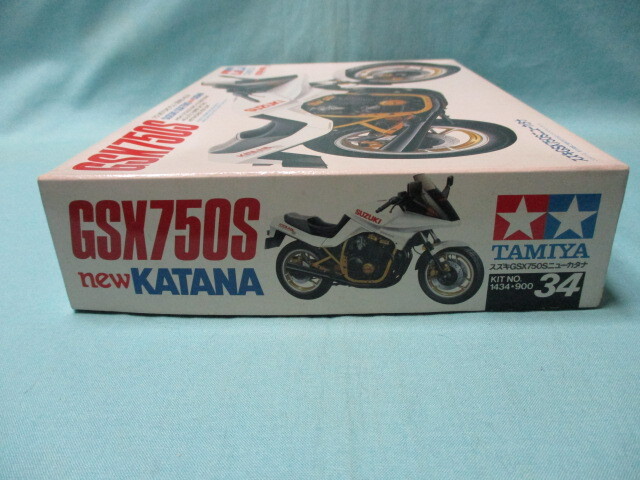 GSX750S
SUZUKI
GSX750S
new KATANA
SUZUKI
TAMIYA
スズキGSX750Sニューカタナ
KIT NO.
1434・900
34